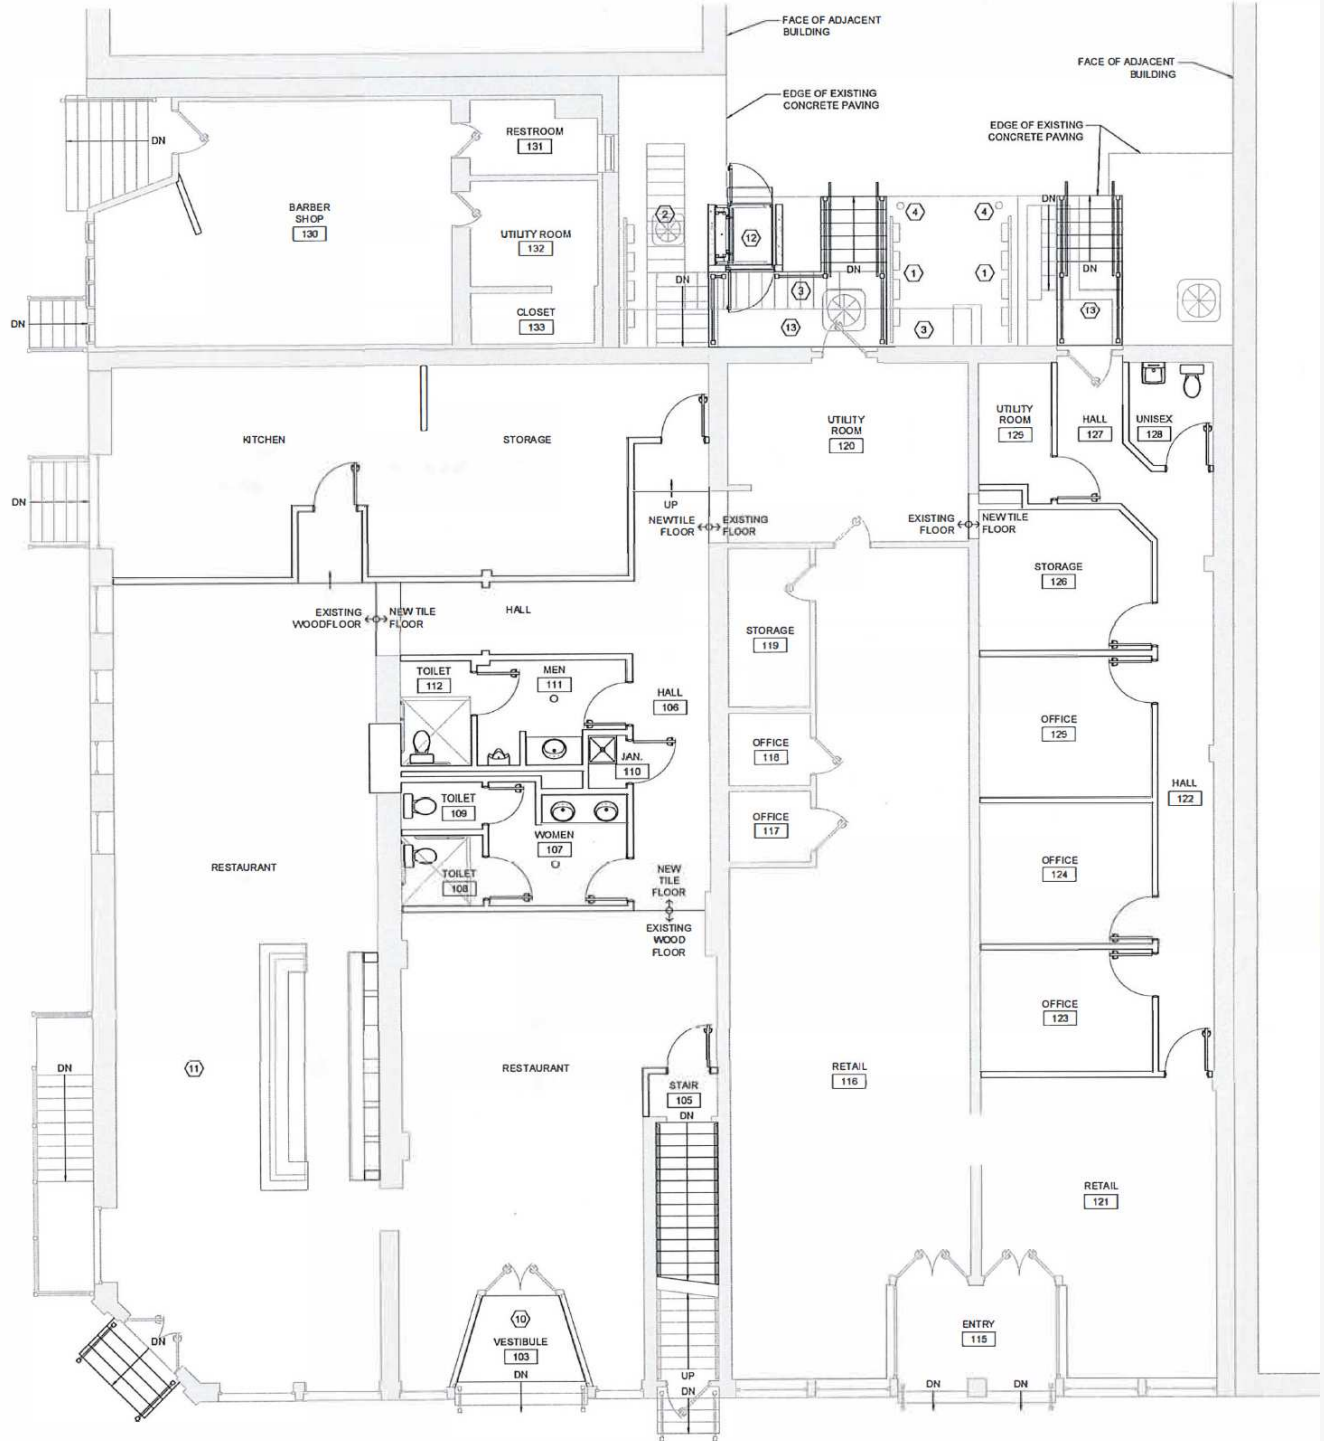 FACE OF ADJACENT
BUILDING
FACE OF ADJACENT
BUILDING
EDGE OF EXISTING
CONCRETE PAVING
EDGE OF EXISTING
CONCRETE PAVING
DN
RESTROOM
131
BARBER
SHOP
130
UTILITY ROOM
132
CLOSET
133
DN
2
12
4
4
1
1
3
3
13
13
DN
DN
DN
DN
KITCHEN
STORAGE
UTILITY
ROOM
120
UTILITY
ROOM
129
HALL
127
UNISEX
128
DN
UP
NEW TILE
FLOOR
EXISTING
FLOOR
EXISTING
FLOOR
NEW TILE
FLOOR
STORAGE
126
EXISTING
WOODFLOOR
NEW TILE
FLOOR
HALL
STORAGE
119
TOILET
112
MEN
111
HALL
106
OFFICE
118
OFFICE
125
JAN.
110
TOILET
109
HALL
122
OFFICE
117
WOMEN
107
RESTAURANT
TOILET
108
NEW
TILE
FLOOR
OFFICE
124
EXISTING
WOOD
FLOOR
OFFICE
123
11
DN
RESTAURANT
RETAIL
116
STAIR
105
DN
RETAIL
121
10
VESTIBULE
103
DN
ENTRY
115
DN
UP
DN
DN
DN